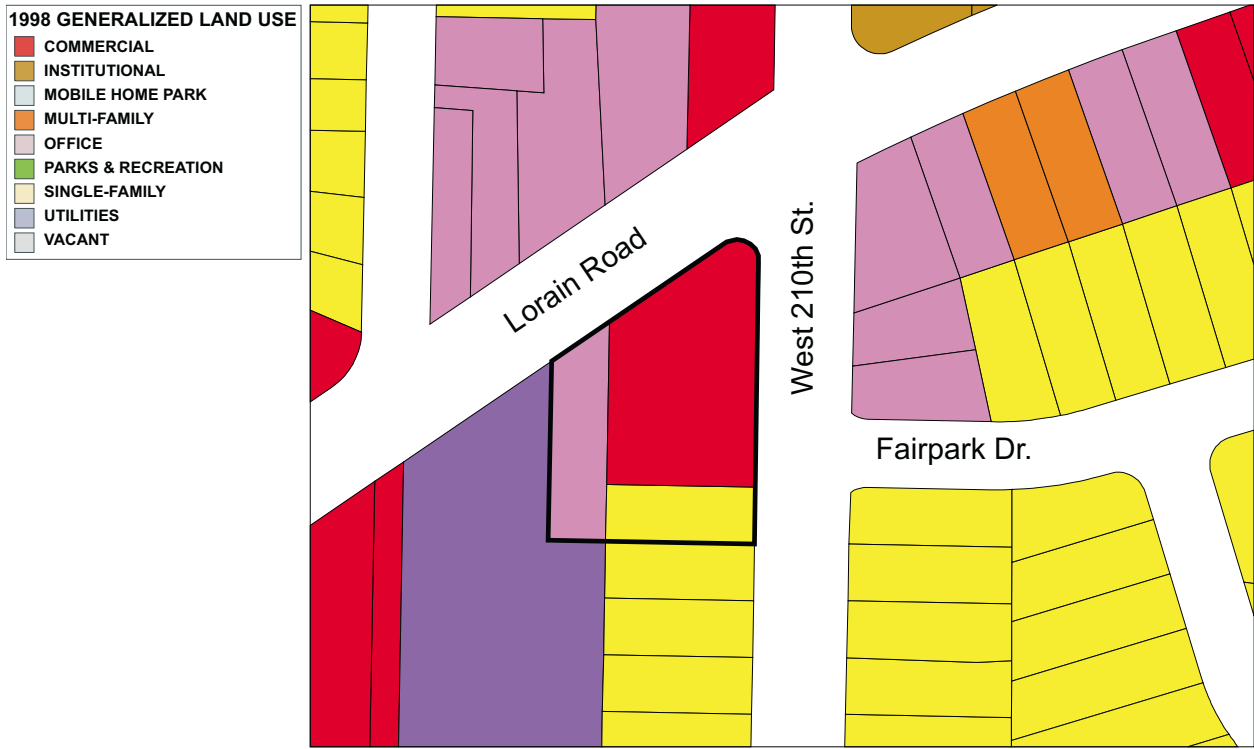 1998 GENERALIZED LAND USE
COMMERCIAL
INSTITUTIONAL
MOBILE HOME PARK
MULTI-FAMILY
OFFICE
PARKS & RECREATION
SINGLE-FAMILY
UTILITIES
VACANT
Lorain Road
West 210th St.
Fairpark Dr.